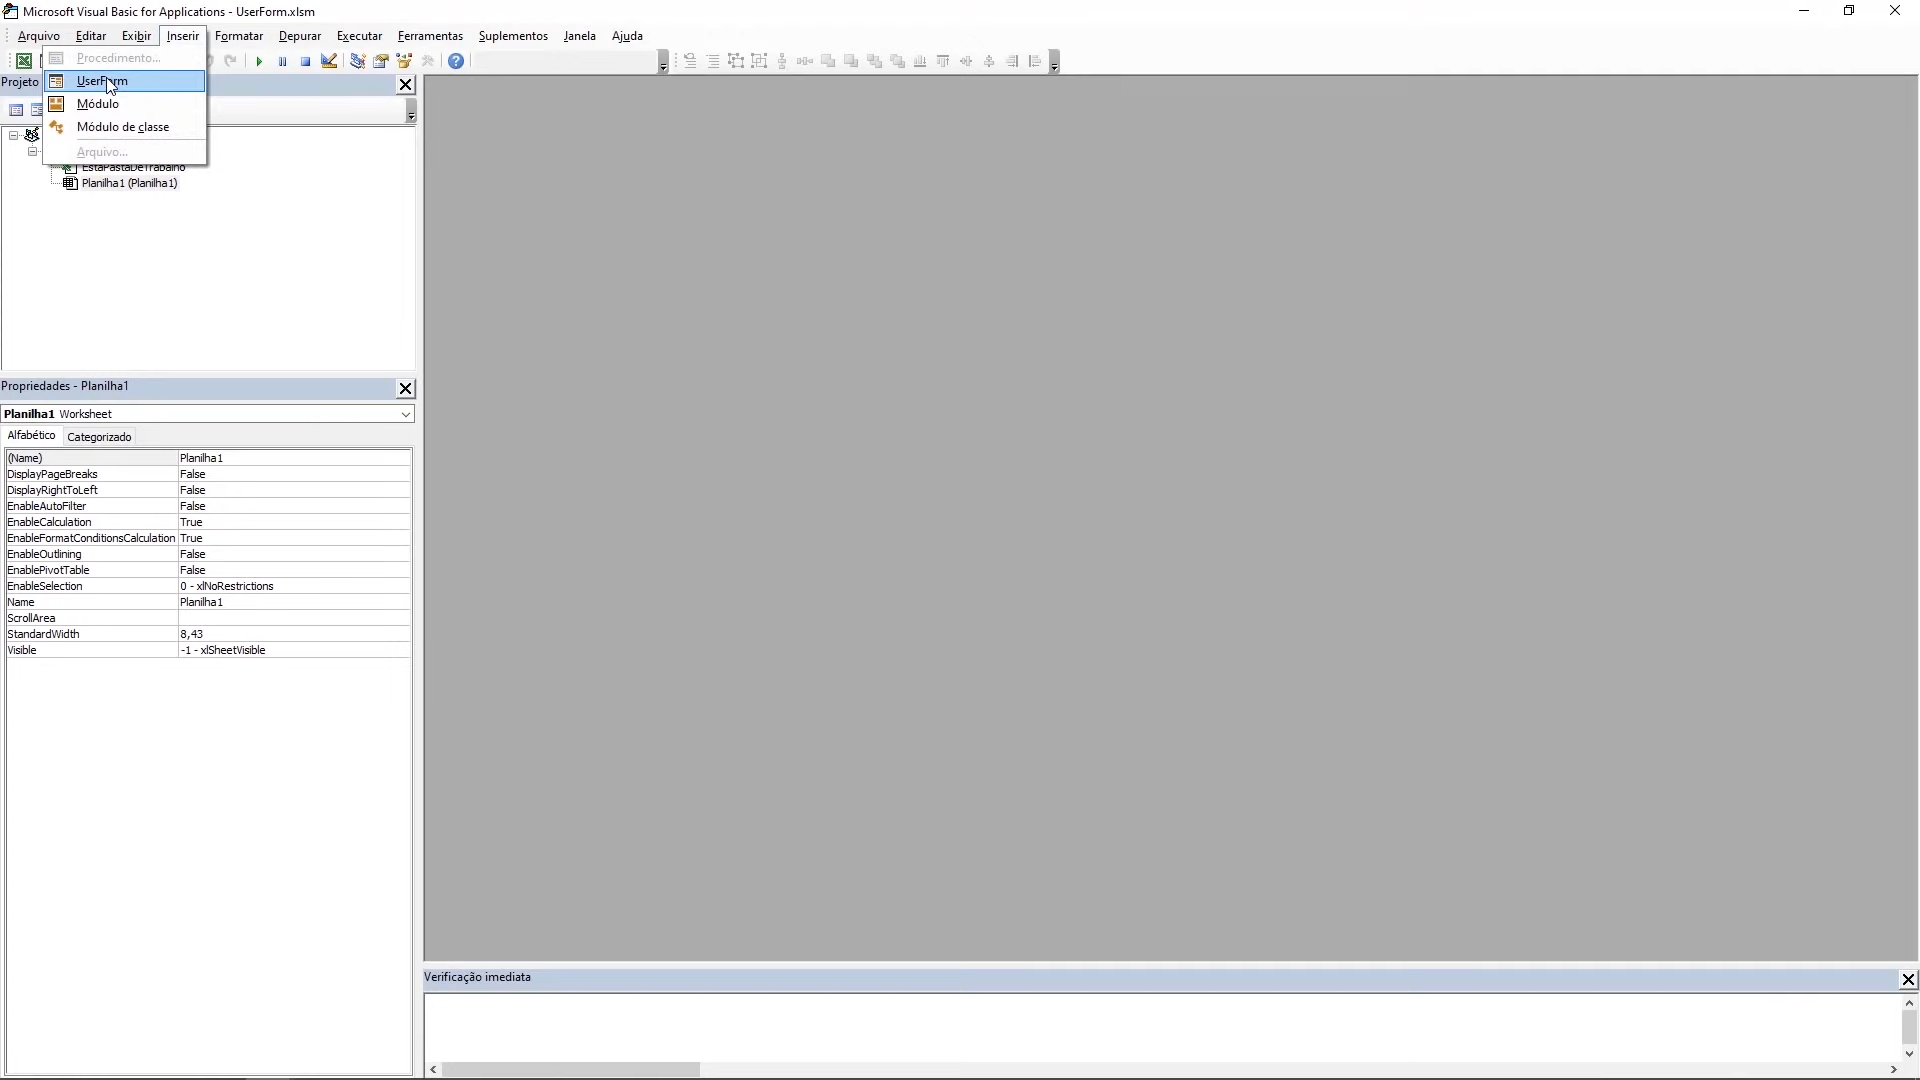 Microsoft Visual Basic for Applications - UserForm.xlsm
Arquivo Editar Exibir Inserir Formatar Depurar Executar Ferramentas Suplementos Janela Ajuda
Procedimento...
UserForm
Módulo
Módulo de classe
Arquivo...
Projeto
EstaPastaDeTrabalho
Planilha1 (Planilha1)
Propriedades - Planilha1
Planilha1 Worksheet
Alfabético Categorizado
(Name) Planilha1
DisplayPageBreaks False
DisplayRightToLeft False
EnableAutoFilter False
EnableCalculation True
EnableFormatConditionsCalculation True
EnableOutlining False
EnablePivotTable False
EnableSelection 0 - xlNoRestrictions
Name Planilha1
ScrollArea
StandardWidth 8,43
Visible -1 - xlSheetVisible
Verificação imediata